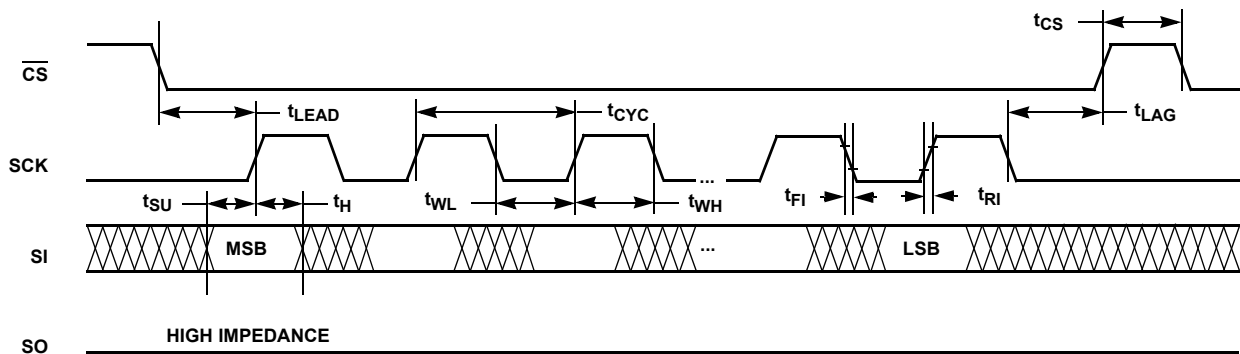 tCS
CS
tLEAD
tCYC
tLAG
SCK
...
tSU
tH
tWL
tWH
tFI
tRI
SI
MSB
...
LSB
HIGH IMPEDANCE
SO